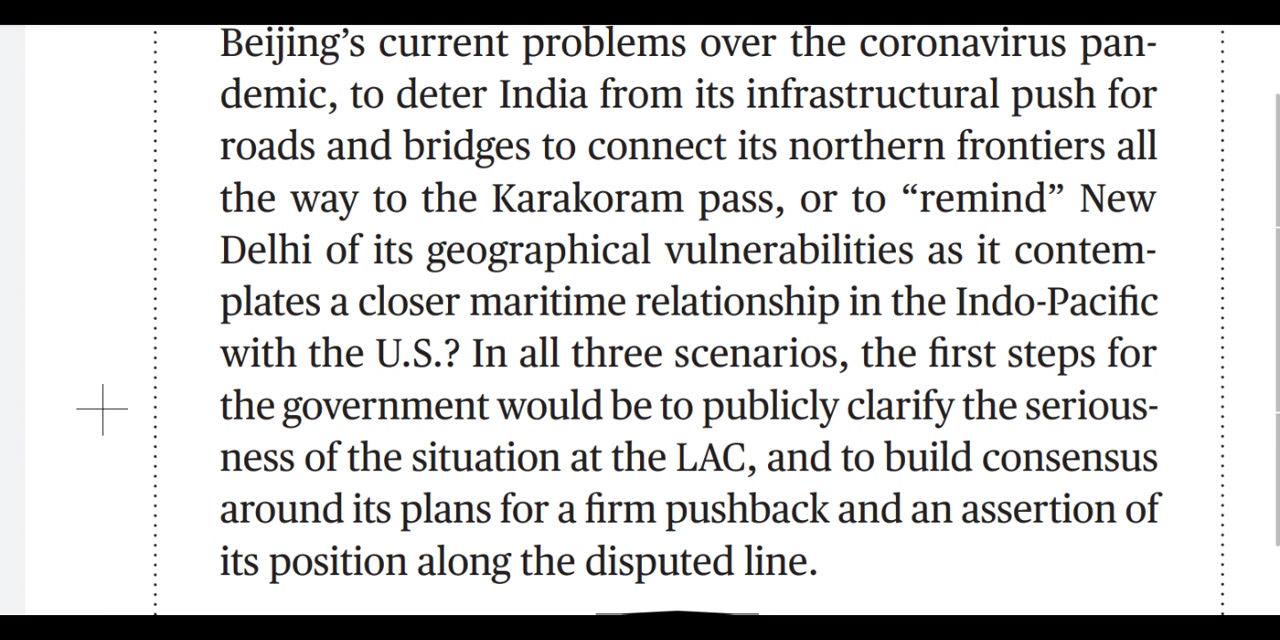 Beijing’s current problems over the coronavirus pan-
demic, to deter India from its infrastructural push for
roads and bridges to connect its northern frontiers all
the way to the Karakoram pass, or to “remind” New
Delhi of its geographical vulnerabilities as it contem-
plates a closer maritime relationship in the Indo-Pacific
with the U.S.? In all three scenarios, the first steps for
the government would be to publicly clarify the serious-
ness of the situation at the LAC, and to build consensus
around its plans for a firm pushback and an assertion of
its position along the disputed line.